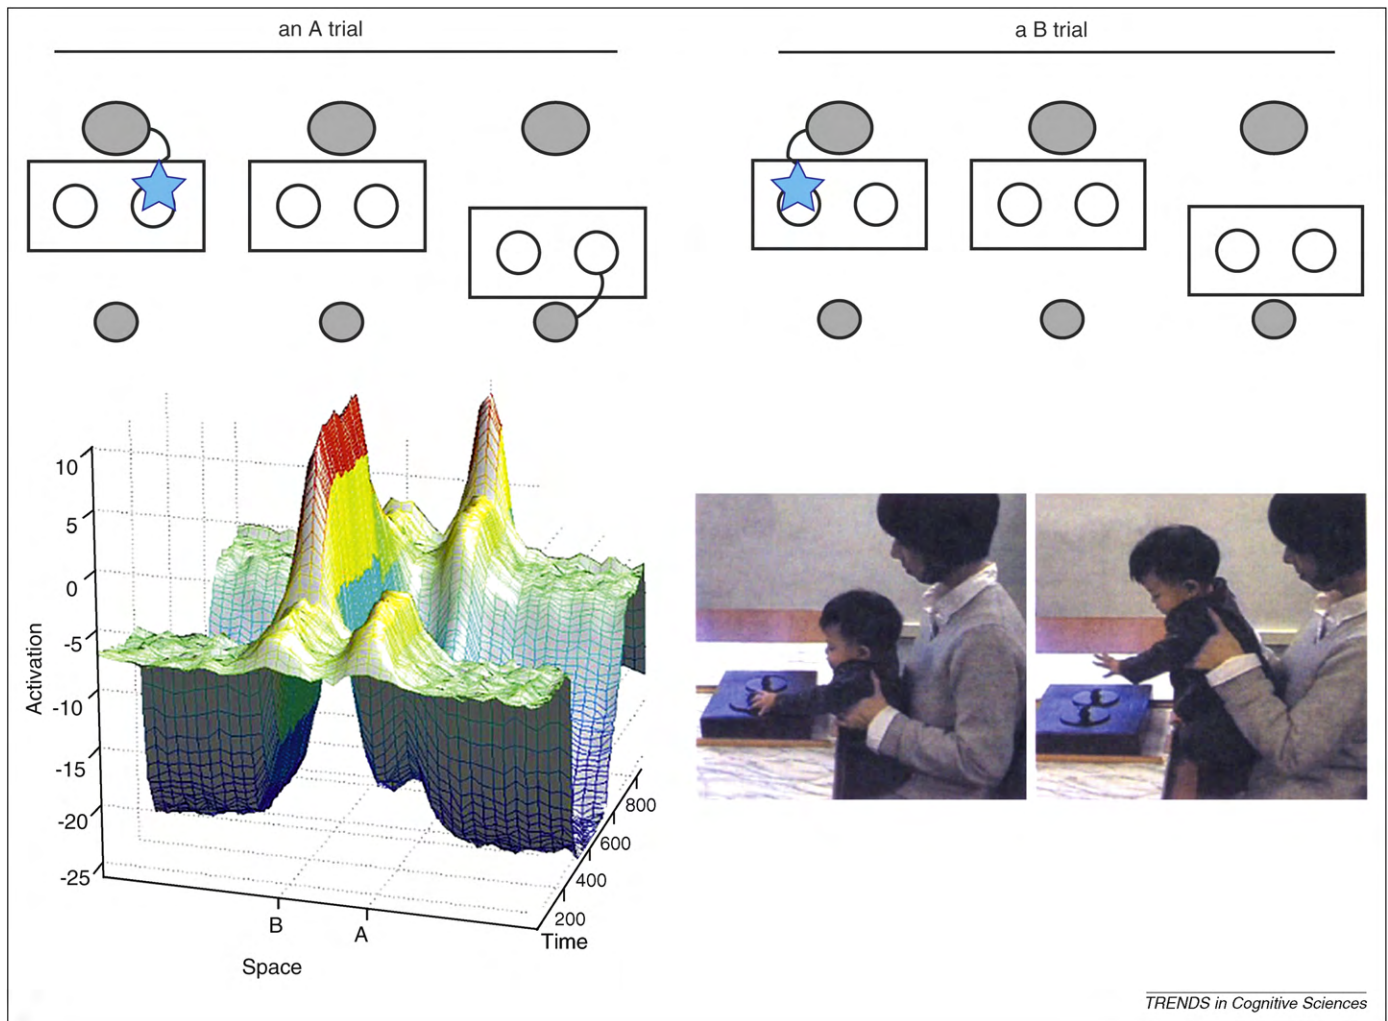 an A trial
a B trial
10
5
0
-5
-10
-15
-20
-25
Activation
800
600
400
200
Time
B
A
Space
TRENDS in Cognitive Sciences